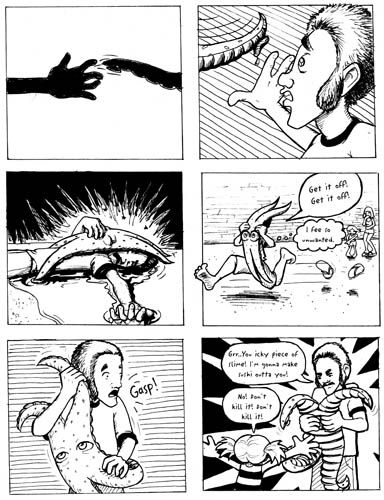 Get it off!
Get it off!
I fee so
unwanted.
Gasp!
Grr..You icky piece of
slime! I'm gonna make
sushi outta you!
No! Don't
kill it! Don't
kill it!